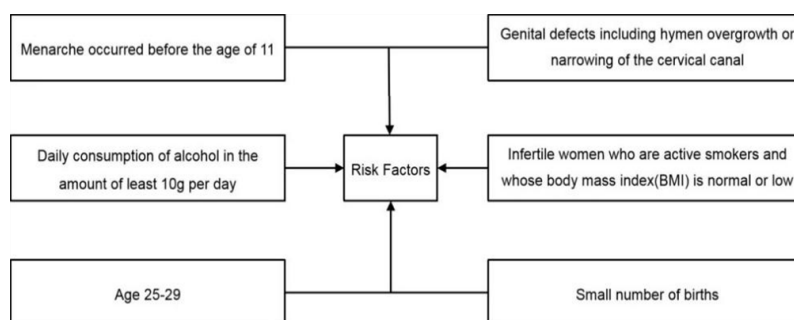 Menarche occurred before the age of 11
Genital defects including hymen overgrowth or
narrowing of the cervical canal
Daily consumption of alcohol in the
amount of least 10g per day
Risk Factors
Infertile women who are active smokers and
whose body mass index(BMI) is normal or low
Age 25-29
Small number of births